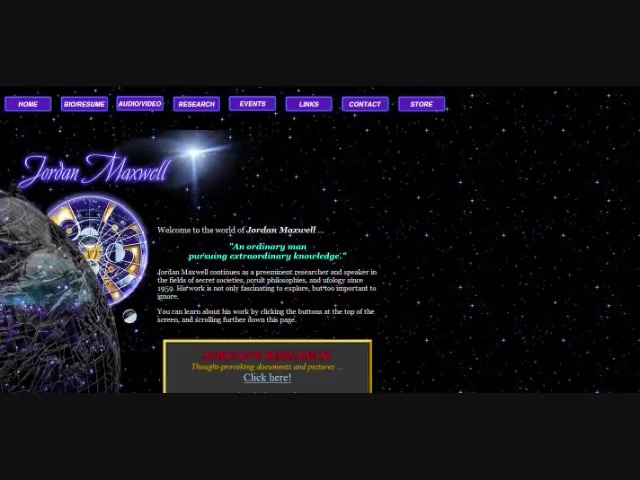 HOME BIO/RESUME AUDIO/VIDEO RESEARCH EVENTS LINKS CONTACT STORE
Jordan Maxwell
Welcome to the world of Jordan Maxwell ...
"An ordinary man
pursuing extraordinary knowledge."
Jordan Maxwell continues as a preeminent researcher and speaker in
the fields of secret societies, occult philosophies, and ufology since
1959. His work is not only fascinating to explore, but too important to
ignore.
You can learn about his work by clicking the buttons at the top of the
screen, and scrolling further down this page.
JORDAN'S RESEARCH
Thought-provoking documents and pictures ...
Click here!